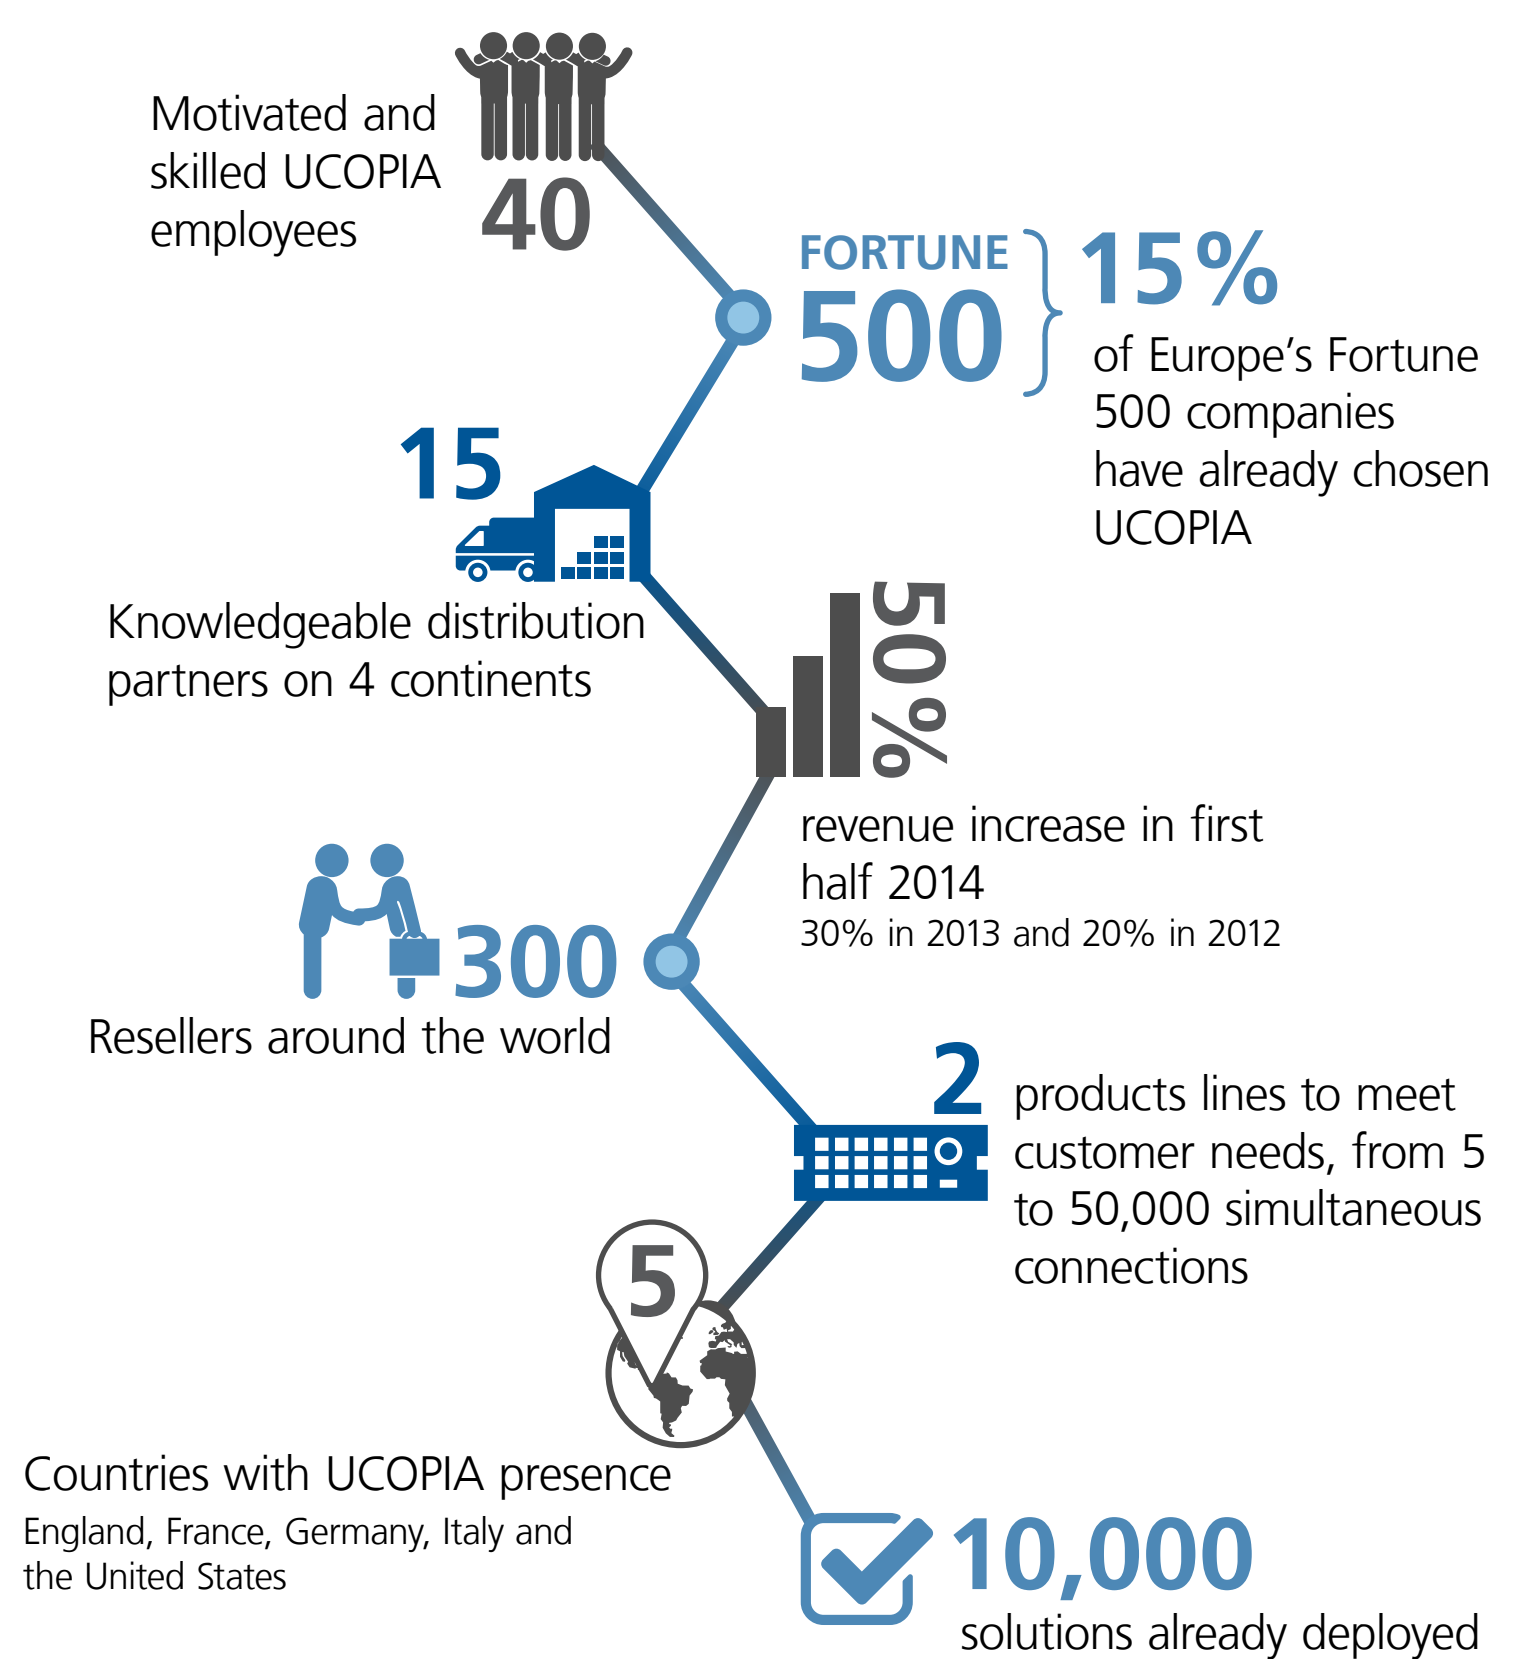 Motivated and
skilled UCOPIA
employees
40
FORTUNE
500
15%
of Europe’s Fortune
500 companies
have already chosen
UCOPIA
15
Knowledgeable distribution
partners on 4 continents
50%
revenue increase in first
half 2014
30% in 2013 and 20% in 2012
300
Resellers around the world
2
products lines to meet
customer needs, from 5
to 50,000 simultaneous
connections
5
Countries with UCOPIA presence
England, France, Germany, Italy and
the United States
10,000
solutions already deployed